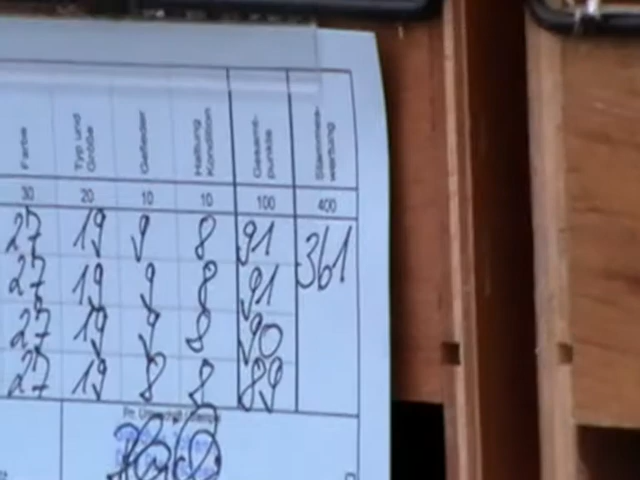 Farbe Typ und Größe Gefieder Haltung Kondition Gesamt-punkte Stammes-wertung
30 20 10 10 100 400
27 19 9 8 91 361
27 19 9 8 91
27 19 9 8 90
27 19 8 8 89